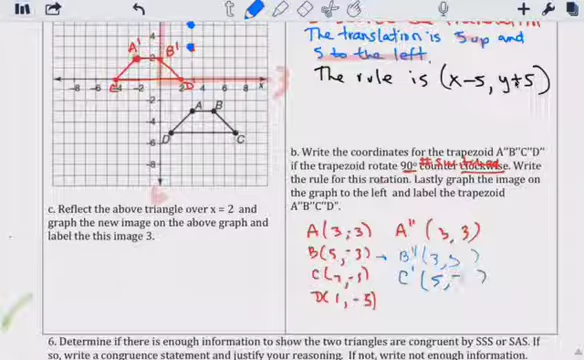 The translation is 5 up and
5 to the left.
The rule is (x-5, y+5)
4
2
A' B'
C D'
-8 -6 -4 2 4 6 8 x
3
-2
-4
-6
-8
A B
D C
b. Write the coordinates for the trapezoid A"B"C"D"
if the trapezoid rotate 90° counter clockwise. Write
the rule for this rotation. Lastly graph the image on
the graph to the left and label the trapezoid
A"B"C"D".
c. Reflect the above triangle over x = 2 and
graph the new image on the above graph and
label the this image 3.
A(3,-3) A" (3, 3)
B(5,-3) → B"(3,5 )
C(7,-5) C' (5, )
D(1,-5)
6. Determine if there is enough information to show the two triangles are congruent by SSS or SAS. If
so, write a congruence statement and justify your reasoning. If not, write not enough information.